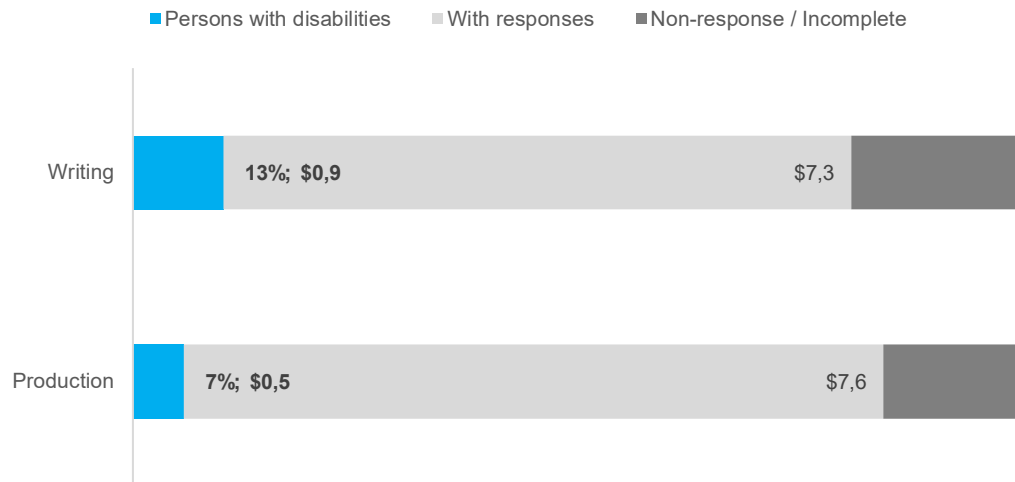 Persons with disabilities With responses Non-response / Incomplete
Writing 13%; $0,9 $7,3
Production 7%; $0,5 $7,6